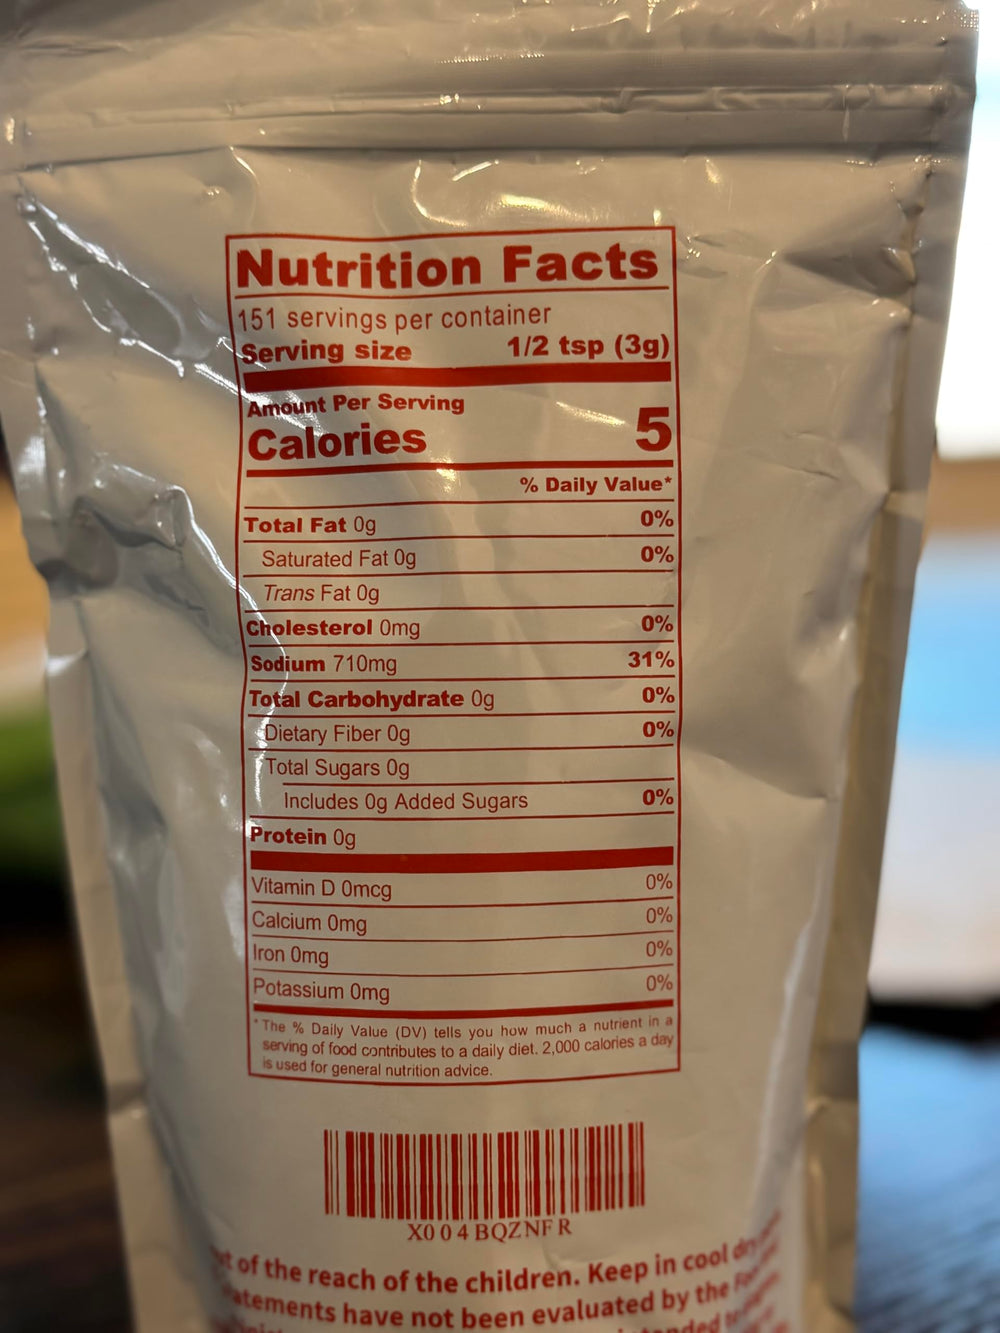 Nutrition Facts
151 servings per container
Serving size 1/2 tsp (3g)
Amount Per Serving
Calories 5
% Daily Value*
Total Fat 0g 0%
Saturated Fat 0g 0%
Trans Fat 0g
Cholesterol 0mg 0%
Sodium 710mg 31%
Total Carbohydrate 0g 0%
Dietary Fiber 0g 0%
Total Sugars 0g
Includes 0g Added Sugars 0%
Protein 0g
Vitamin D 0mcg 0%
Calcium 0mg 0%
Iron 0mg 0%
Potassium 0mg 0%
* The % Daily Value (DV) tells you how much a nutrient in a
serving of food contributes to a daily diet. 2,000 calories a day
is used for general nutrition advice.
X004BQZNFR
of the reach of the children. Keep in cool
have not been evaluated by the